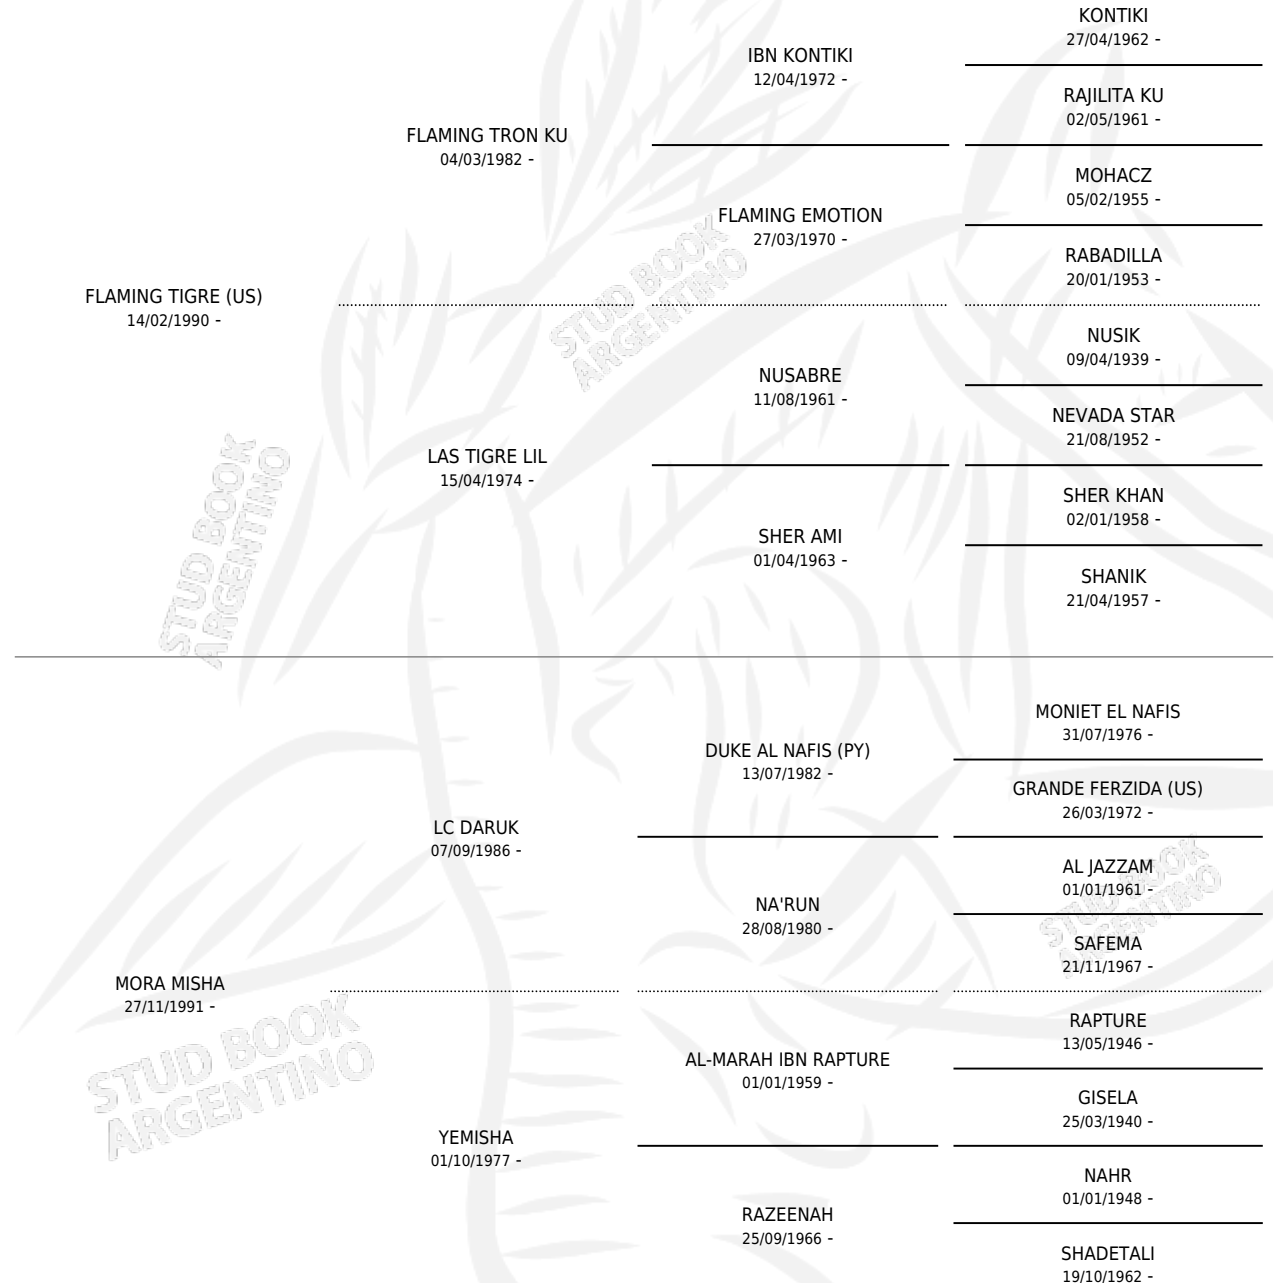 KONTIKI
27/04/1962 -
IBN KONTIKI
12/04/1972 -
RAJILITA KU
02/05/1961 -
FLAMING TRON KU
04/03/1982 -
MOHACZ
05/02/1955 -
FLAMING EMOTION
27/03/1970 -
RABADILLA
20/01/1953 -
FLAMING TIGRE (US)
14/02/1990 -
NUSIK
09/04/1939 -
NUSABRE
11/08/1961 -
NEVADA STAR
21/08/1952 -
LAS TIGRE LIL
15/04/1974 -
SHER KHAN
02/01/1958 -
SHER AMI
01/04/1963 -
SHANIK
21/04/1957 -
STUD BOOK
ARGENTINO
STUD BOOK
ARGENTINO
MONIET EL NAFIS
31/07/1976 -
DUKE AL NAFIS (PY)
13/07/1982 -
GRANDE FERZIDA (US)
26/03/1972 -
LC DARUK
07/09/1986 -
AL JAZZAM
01/01/1961 -
NA'RUN
28/08/1980 -
SAFEMA
21/11/1967 -
MORA MISHA
27/11/1991 -
RAPTURE
13/05/1946 -
AL-MARAH IBN RAPTURE
01/01/1959 -
GISELA
25/03/1940 -
YEMISHA
01/10/1977 -
NAHR
01/01/1948 -
RAZEENAH
25/09/1966 -
SHADETALI
19/10/1962 -
STUD BOOK
ARGENTINO
STUD BOOK
ARGENTINO